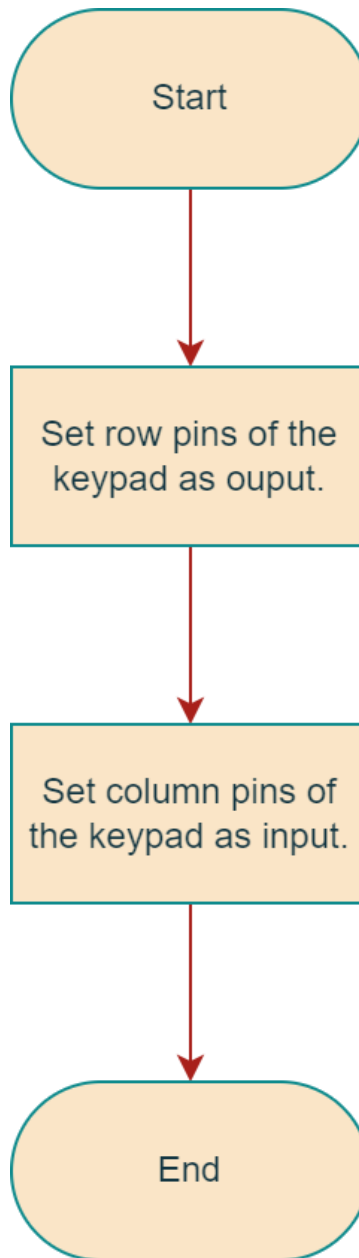 Start
Set row pins of the
keypad as ouput.
Set column pins of
the keypad as input.
End